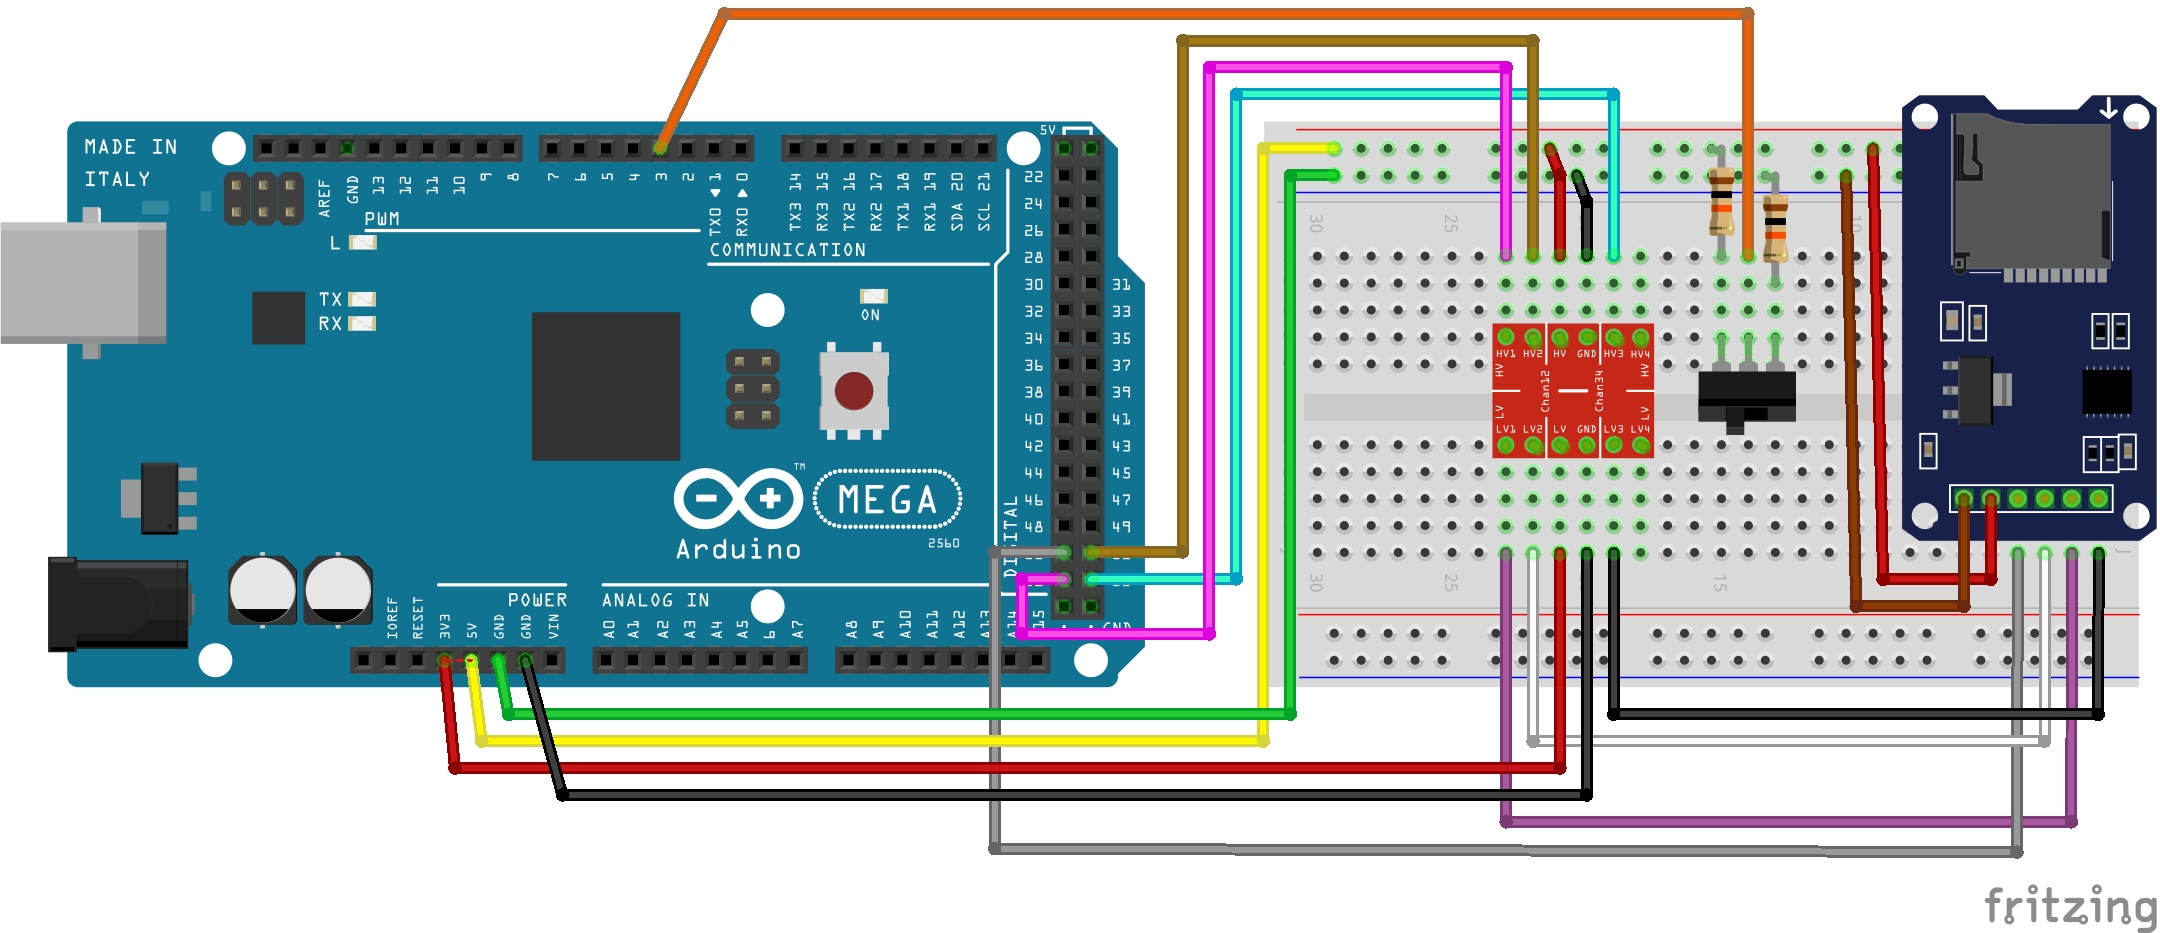 MADE IN
ITALY
AREF
GND
13
12
11
10
9
8
7
6
5
4
3
2
TX0 1
RX0 0
TX3 14
RX3 15
TX2 16
RX2 17
TX1 18
RX1 19
SDA 20
SCL 21
PWM
COMMUNICATION
L
TX
RX
ON
5V
22
24
26
28
30
32
34
36
38
40
42
44
46
48
31
33
35
37
39
41
43
45
47
49
DIGITAL
TM
MEGA
Arduino
2560
POWER
ANALOG IN
IOREF
RESET
3V3
5V
GND
GND
VIN
A0
A1
A2
A3
A4
A5
A7
A8
A9
A10
A11
A12
A13
30
25
15
10
HV1 HV2 HV GND HV3 HV4
HV
HV
Chan12
Chan34
LV
LV
LV1 LV2 LV GND LV3 LV4
30
25
15
J
fritzing